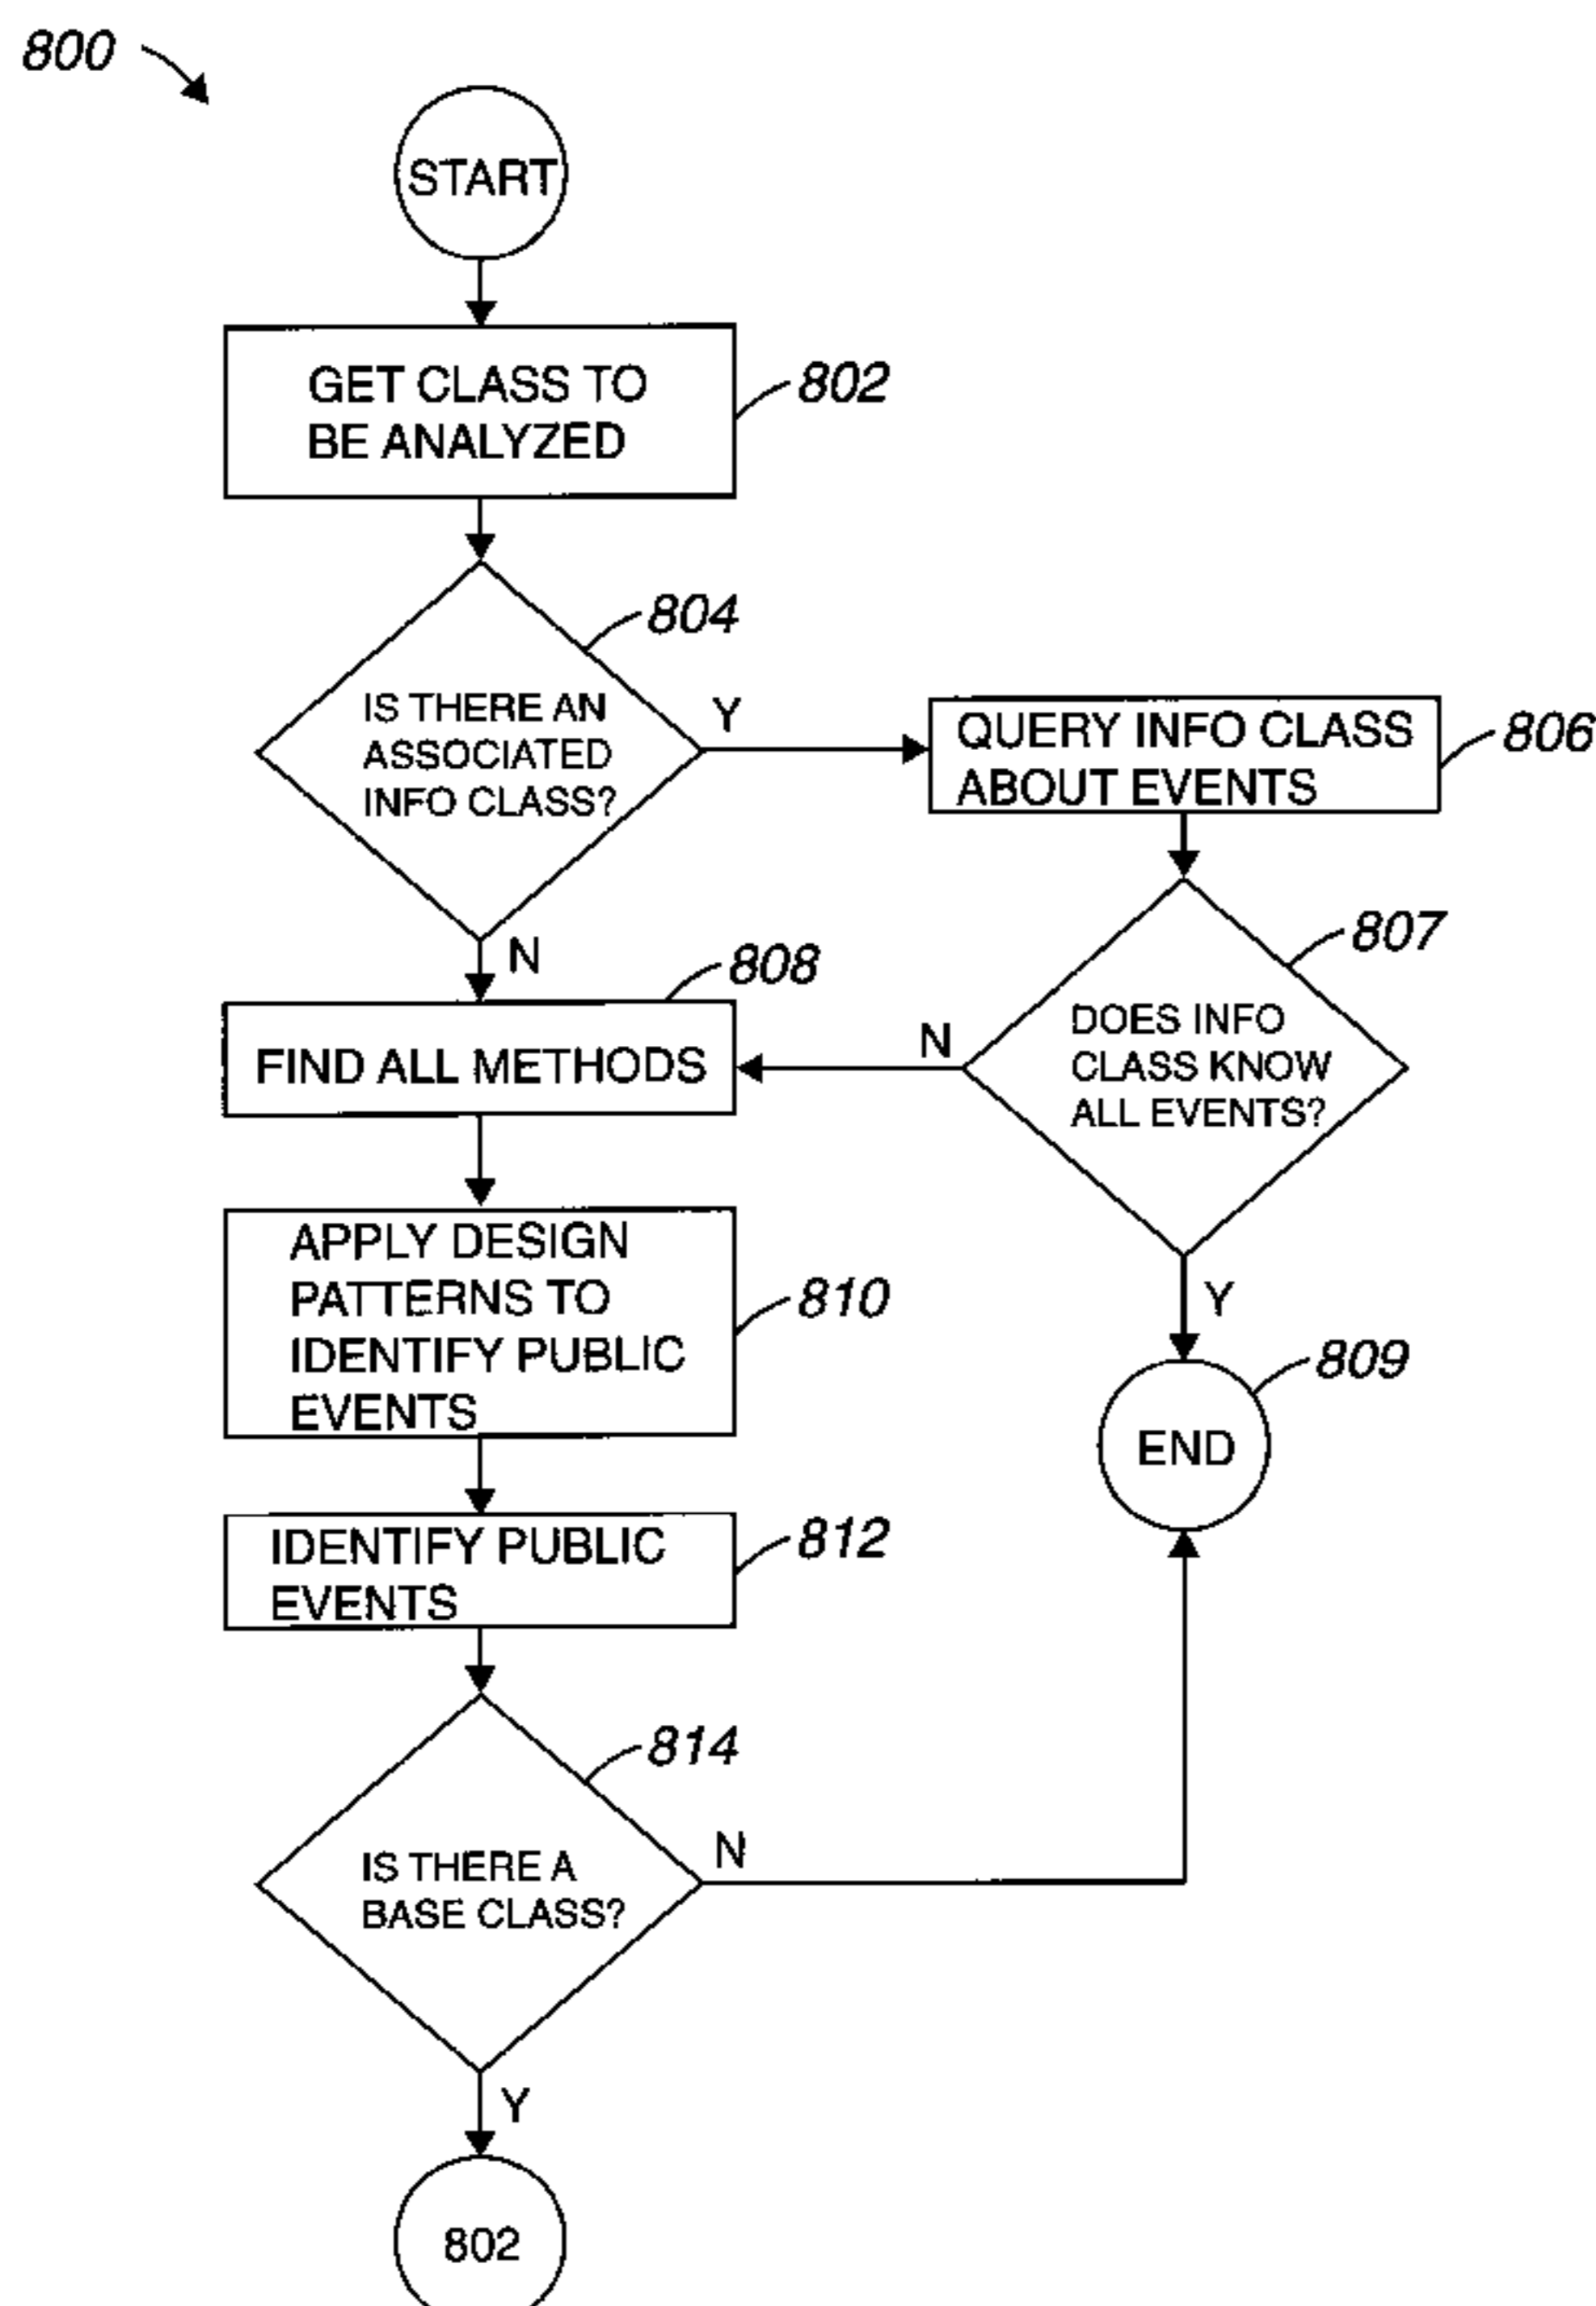 800
START
GET CLASS TO
BE ANALYZED
802
804
IS THERE AN
ASSOCIATED
INFO CLASS?
Y
QUERY INFO CLASS
ABOUT EVENTS
806
N
807
DOES INFO
CLASS KNOW
ALL EVENTS?
N
808
FIND ALL METHODS
Y
809
END
APPLY DESIGN
PATTERNS TO
IDENTIFY PUBLIC
EVENTS
810
IDENTIFY PUBLIC
EVENTS
812
814
IS THERE A
BASE CLASS?
N
Y
802